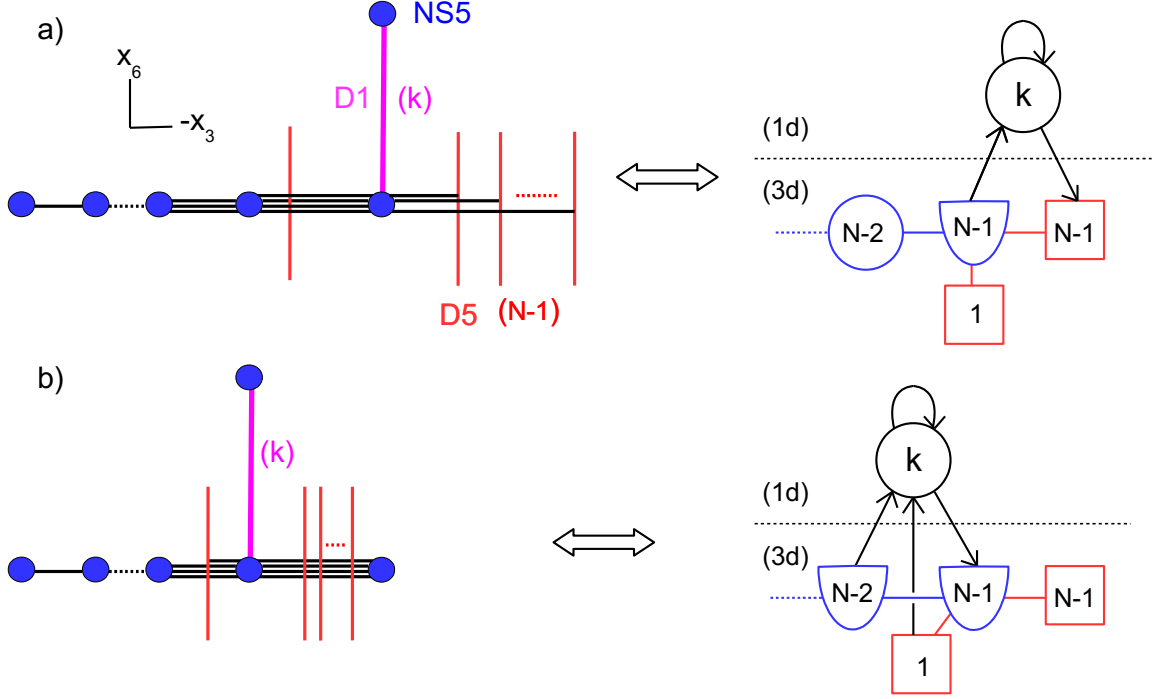 a)
NS5
x6
-x3
D1 (k)
D5 (N-1)
k
(1d)
(3d)
N-2
N-1
N-1
1
b)
(k)
k
(1d)
(3d)
N-2
N-1
N-1
1